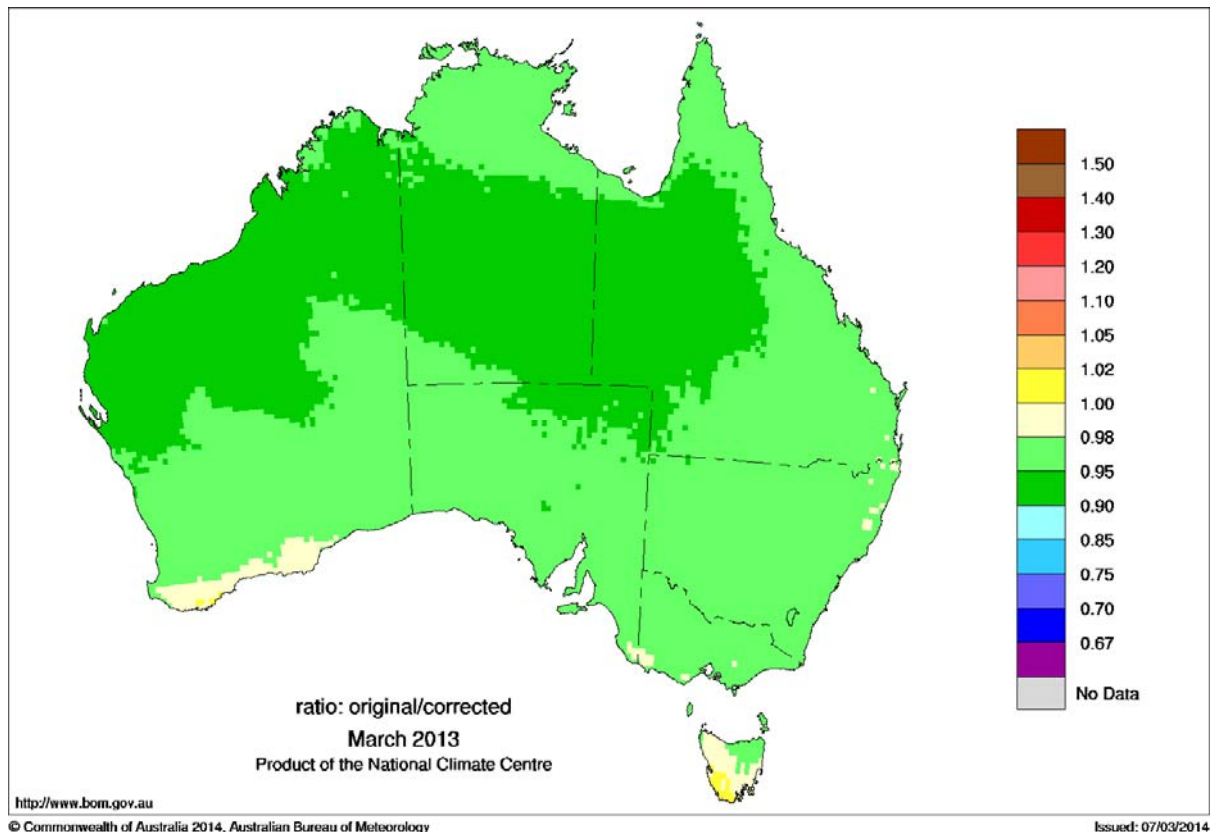 1.50
1.40
1.30
1.20
1.10
1.05
1.02
1.00
0.98
0.95
0.90
0.85
0.75
0.70
0.67
No Data
ratio: original/corrected
March 2013
Product of the National Climate Centre
http://www.bom.gov.au
© Commonwealth of Australia 2014, Australian Bureau of Meteorology
Issued: 07/03/2014